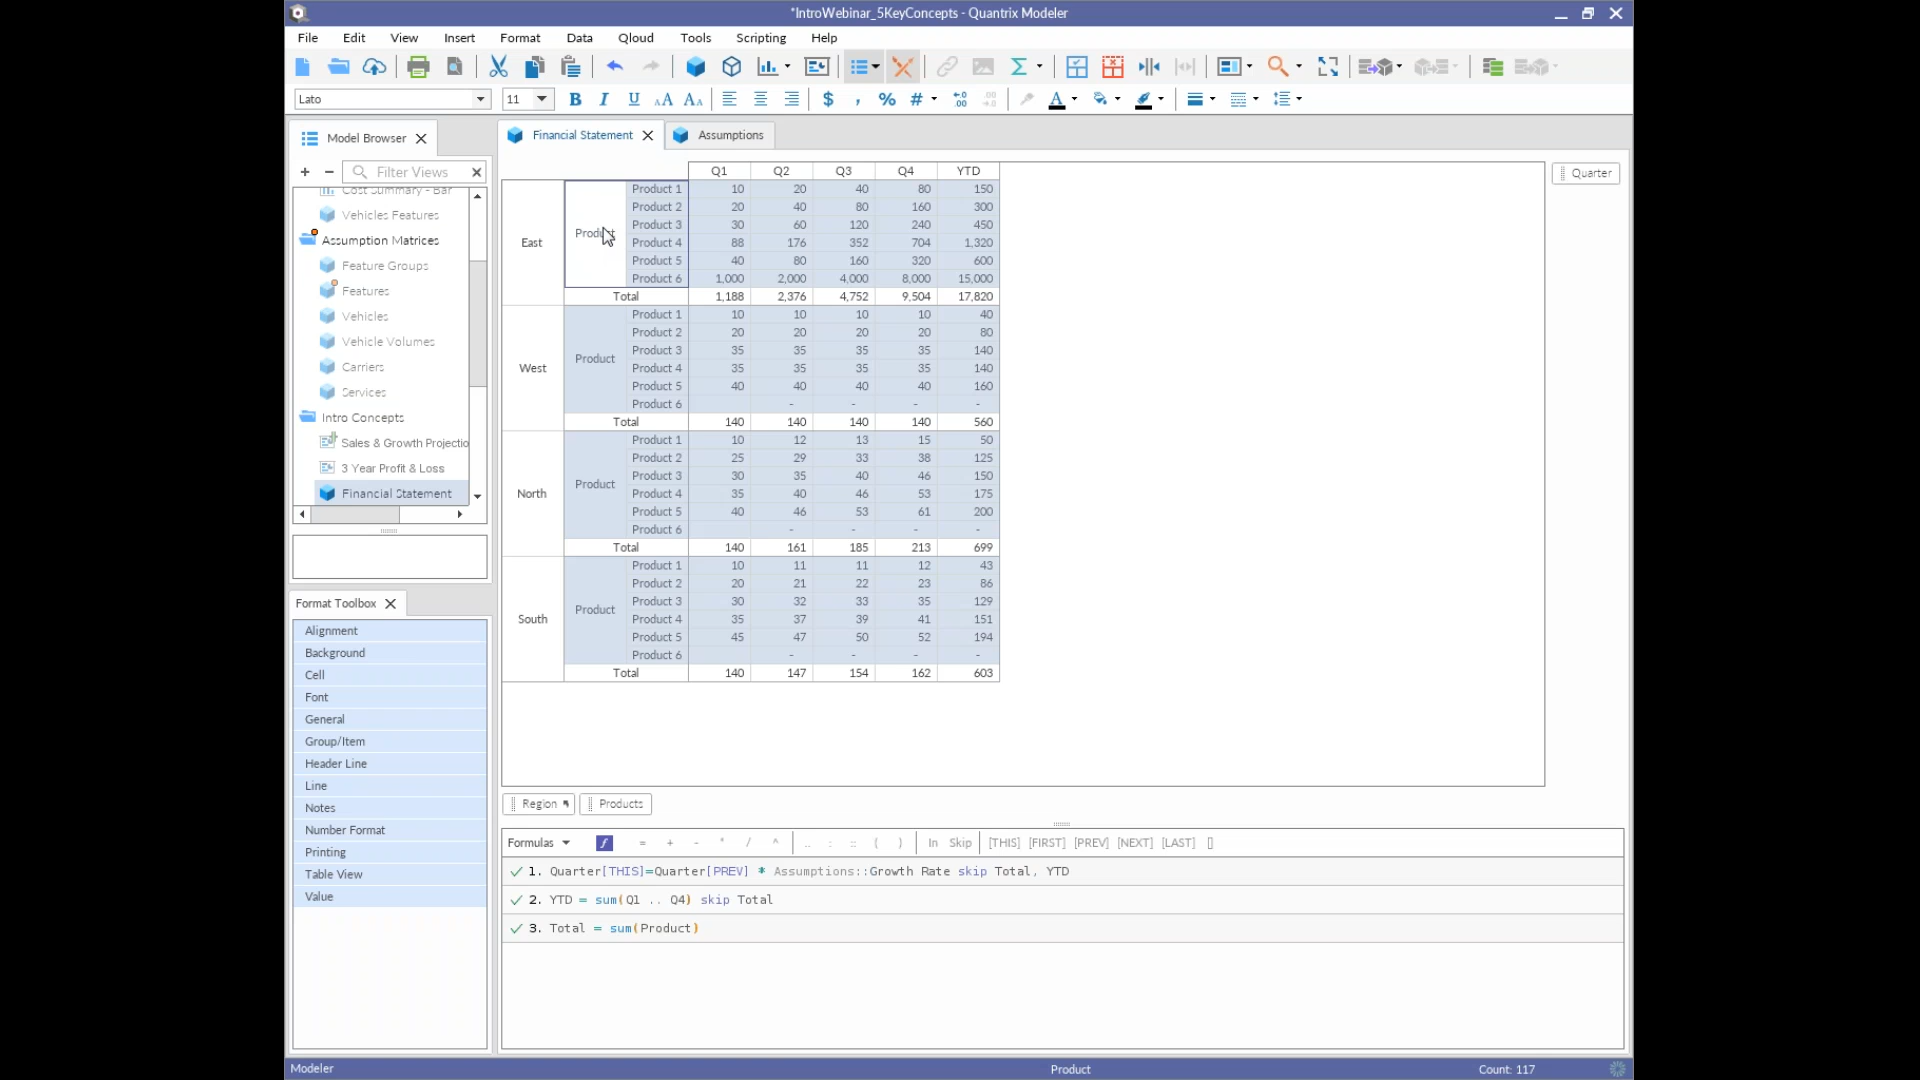 *IntroWebinar_5KeyConcepts - Quantrix Modeler
File Edit View Insert Format Data Qloud Tools Scripting Help
Lato 11 B I U AA AA $ , % #
Model Browser
Filter Views
Cost Summary - Bar
Vehicles Features
Assumption Matrices
Feature Groups
Features
Vehicles
Vehicle Volumes
Carriers
Services
Intro Concepts
Sales & Growth Projectio
3 Year Profit & Loss
Financial Statement
Format Toolbox
Alignment
Background
Cell
Font
General
Group/Item
Header Line
Line
Notes
Number Format
Printing
Table View
Value
Financial Statement Assumptions
Q1 Q2 Q3 Q4 YTD
East Product
Product 1 10 20 40 80 150
Product 2 20 40 80 160 300
Product 3 30 60 120 240 450
Product 4 88 176 352 704 1,320
Product 5 40 80 160 320 600
Product 6 1,000 2,000 4,000 8,000 15,000
Total 1,188 2,376 4,752 9,504 17,820
West Product
Product 1 10 10 10 10 40
Product 2 20 20 20 20 80
Product 3 35 35 35 35 140
Product 4 35 35 35 35 140
Product 5 40 40 40 40 160
Product 6 - - - -
Total 140 140 140 140 560
North Product
Product 1 10 12 13 15 50
Product 2 25 29 33 38 125
Product 3 30 35 40 46 150
Product 4 35 40 46 53 175
Product 5 40 46 53 61 200
Product 6 - - - -
Total 140 161 185 213 699
South Product
Product 1 10 11 11 12 43
Product 2 20 21 22 23 86
Product 3 30 32 33 35 129
Product 4 35 37 39 41 151
Product 5 45 47 50 52 194
Product 6 - - - -
Total 140 147 154 162 603
Quarter
Region Products
Formulas f = + - * / ^ .. : :: ( ) In Skip [THIS] [FIRST] [PREV] [NEXT] [LAST] []
1. Quarter[THIS]=Quarter[PREV] * Assumptions::Growth Rate skip Total, YTD
2. YTD = sum(Q1 .. Q4) skip Total
3. Total = sum(Product)
Modeler Product Count: 117